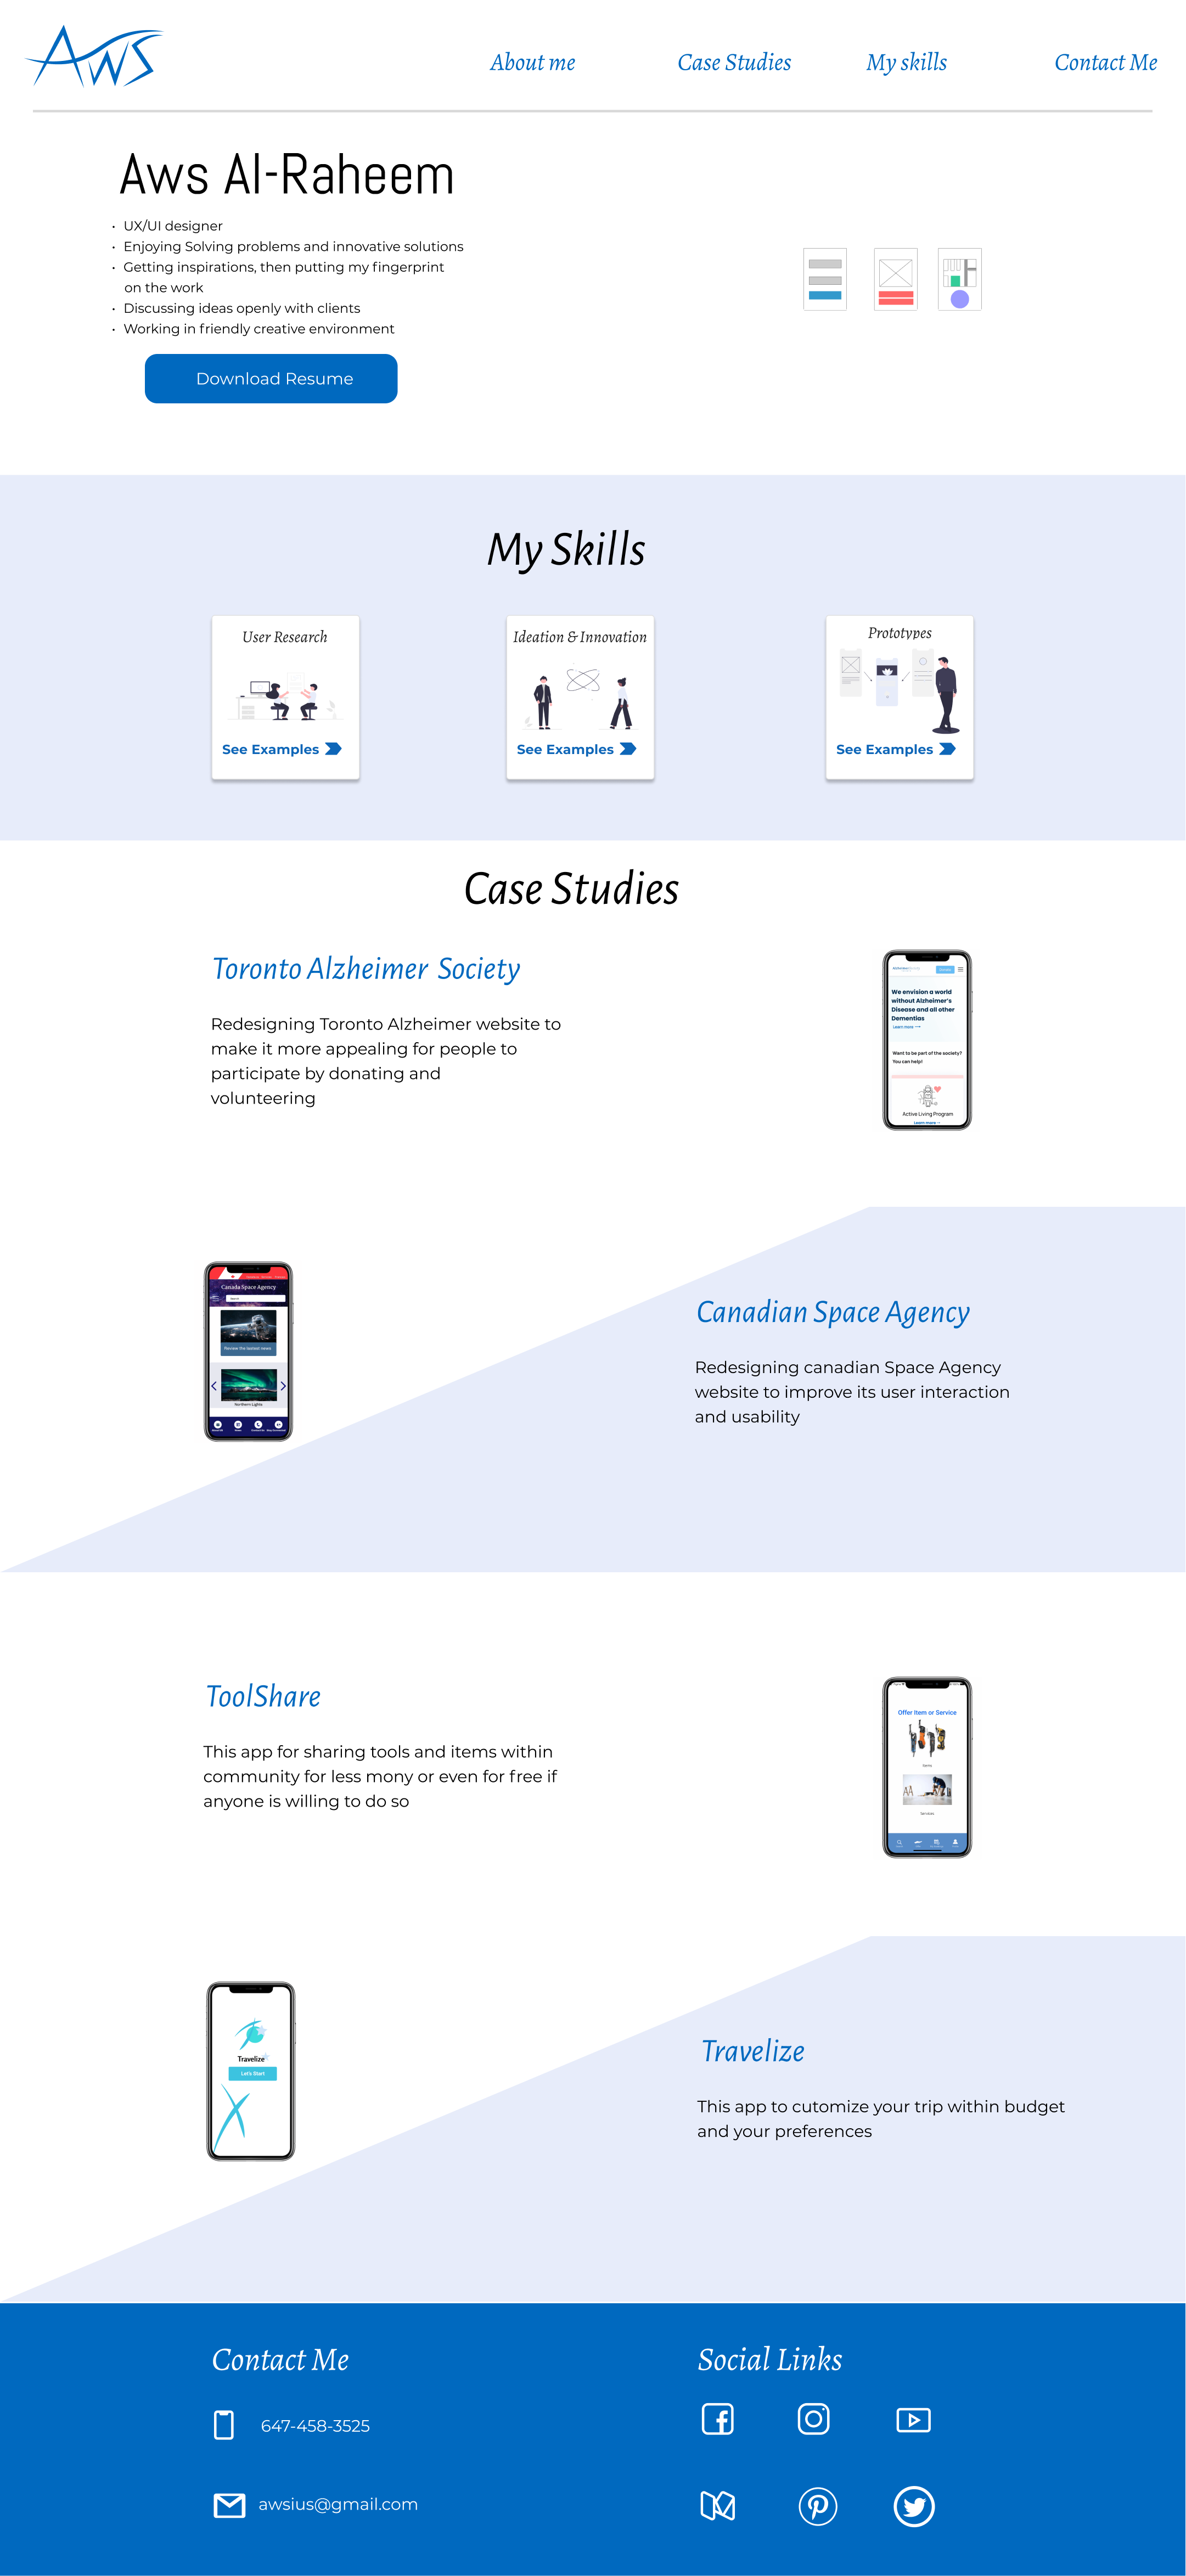 AWS
About me
Case Studies
My skills
Contact Me
Aws Al-Raheem
• UX/UI designer
• Enjoying Solving problems and innovative solutions
• Getting inspirations, then putting my fingerprint
on the work
• Discussing ideas openly with clients
• Working in friendly creative environment
Download Resume
My Skills
User Research
See Examples
Ideation & Innovation
See Examples
Prototypes
See Examples
Case Studies
Toronto Alzheimer Society
Redesigning Toronto Alzheimer website to
make it more appealing for people to
participate by donating and
volunteering
We envision a world
without Alzheimer's
Disease and all other
Dementias
Learn more
Want to be part of the society?
You can help!
Active Living Program
Learn more
Canada Space Agency
Review the lastest news
Northern Lights
Canadian Space Agency
Redesigning canadian Space Agency
website to improve its user interaction
and usability
ToolShare
This app for sharing tools and items within
community for less mony or even for free if
anyone is willing to do so
Offer Item or Service
Items
Services
Travelize
Let's Start
Travelize
This app to cutomize your trip within budget
and your preferences
Contact Me
647-458-3525
awsius@gmail.com
Social Links